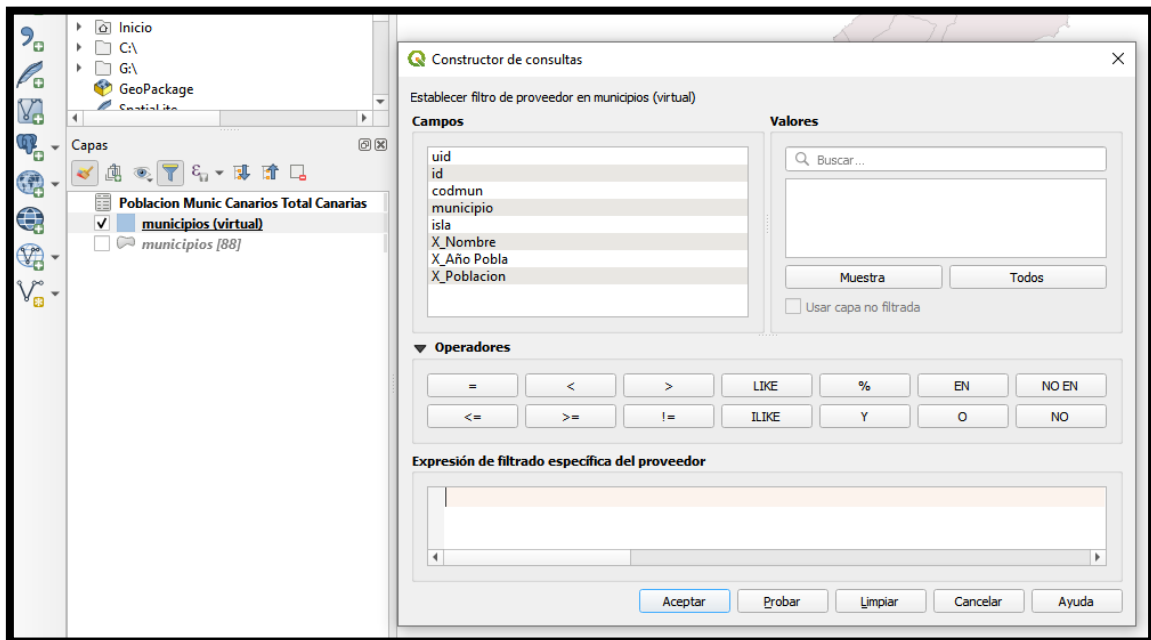 Inicio
C:\
G:\
GeoPackage
SpatiaLite
Capas
Poblacion Munic Canarios Total Canarias
municipios (virtual)
municipios [88]
Constructor de consultas
Establecer filtro de proveedor en municipios (virtual)
Campos
uid
id
codmun
municipio
isla
X_Nombre
X_Año Pobla
X_Poblacion
Valores
Buscar...
Muestra Todos
Usar capa no filtrada
Operadores
= < > LIKE % EN NO EN
<= >= != ILIKE Y O NO
Expresión de filtrado específica del proveedor
Aceptar Probar Limpiar Cancelar Ayuda